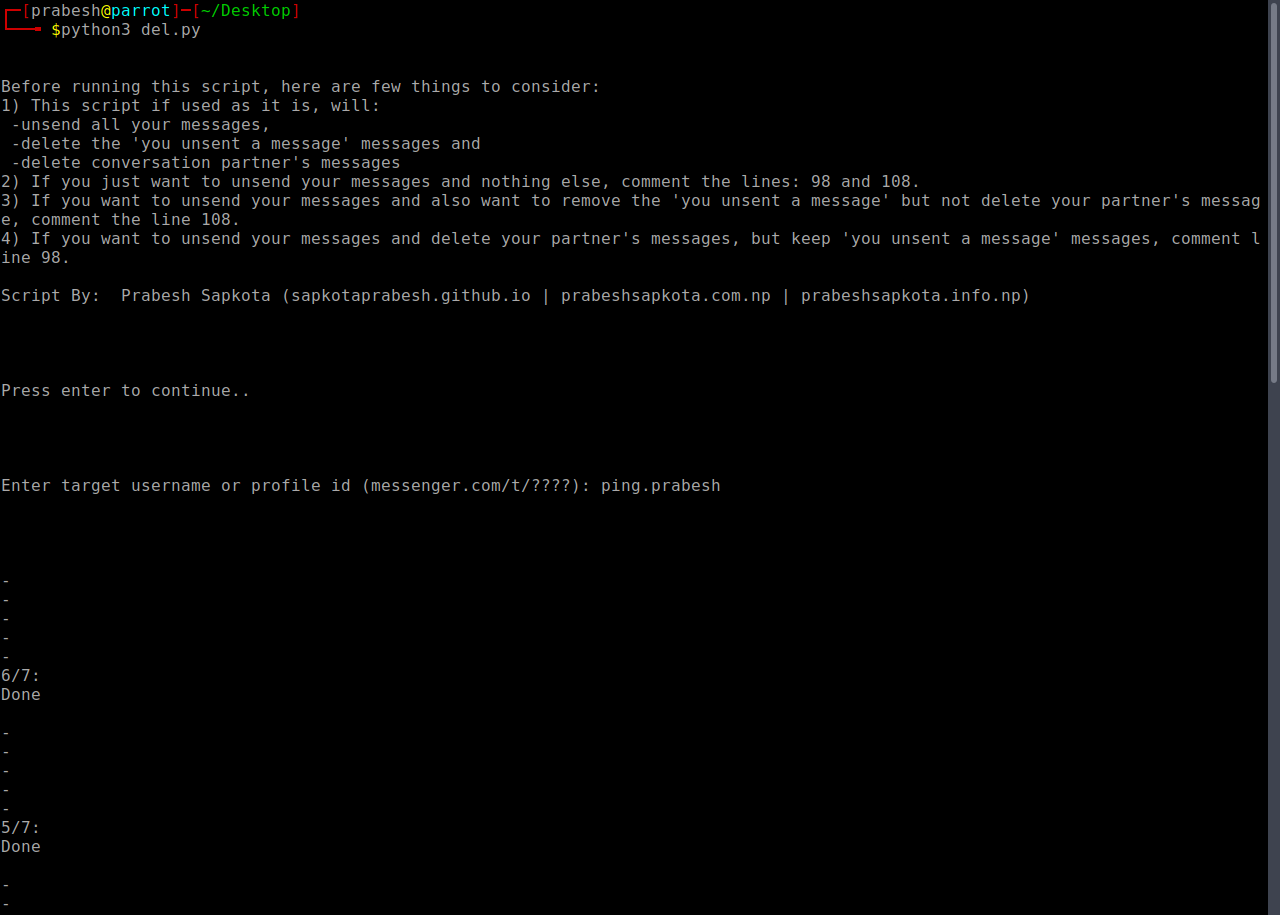 ┌─[prabesh@parrot]─[~/Desktop]
└──╼ $python3 del.py
Before running this script, here are few things to consider:
1) This script if used as it is, will:
 -unsend all your messages,
 -delete the 'you unsent a message' messages and
 -delete conversation partner's messages
2) If you just want to unsend your messages and nothing else, comment the lines: 98 and 108.
3) If you want to unsend your messages and also want to remove the 'you unsent a message' but not delete your partner's messag
e, comment the line 108.
4) If you want to unsend your messages and delete your partner's messages, but keep 'you unsent a message' messages, comment l
ine 98.
Script By:  Prabesh Sapkota (sapkotaprabesh.github.io | prabeshsapkota.com.np | prabeshsapkota.info.np)
Press enter to continue..
Enter target username or profile id (messenger.com/t/????): ping.prabesh
-
-
-
-
-
6/7:
Done
-
-
-
-
-
5/7:
Done
-
-